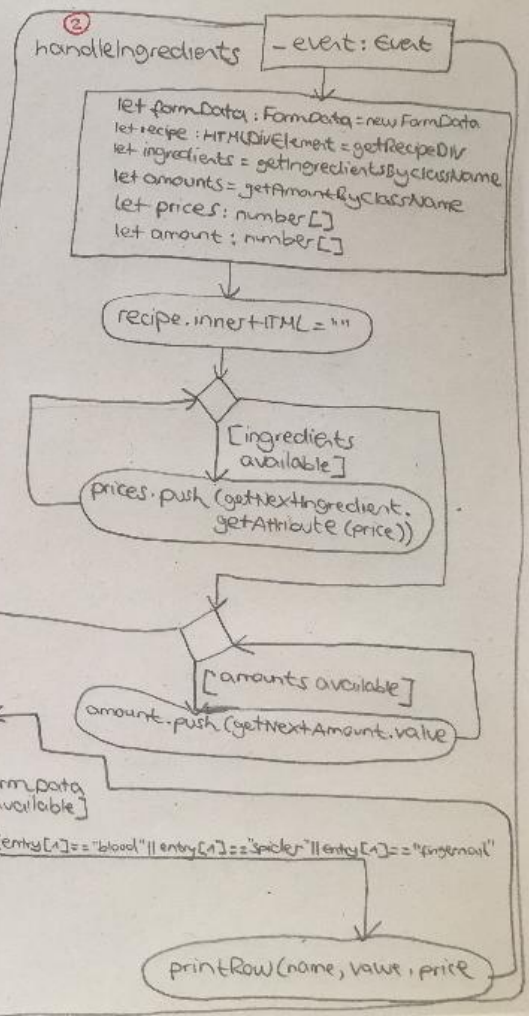 2
handleIngredients
_event: Event
let formData: FormData = new FormData
let recipe: HTMLDivElement = getRecipeDIV
let ingredients = getIngredientsByClassName
let amounts = getAmountByClassName
let prices: number[]
let amount: number[]
recipe.innerHTML = ""
[ingredients
available]
prices.push (getNextIngredient.
getAttribute (price))
[amounts available]
amount.push (getNextAmount.value
rmData
vailable]
entry[1]=="blood" || entry[1]=="spider" || entry[1]=="fingernail"
printRow (name, value, price